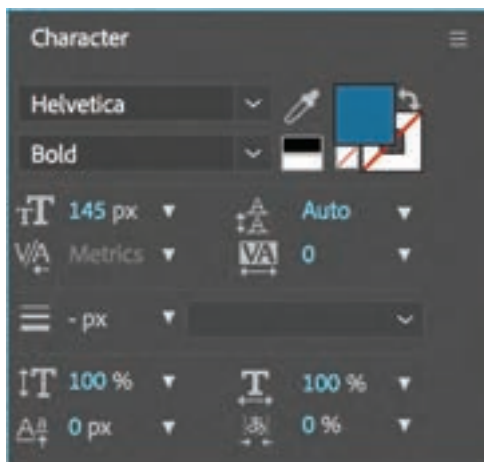 Character
Helvetica
Bold
145 px Auto
Metrics 0
- px
100 % 100 %
0 px 0 %